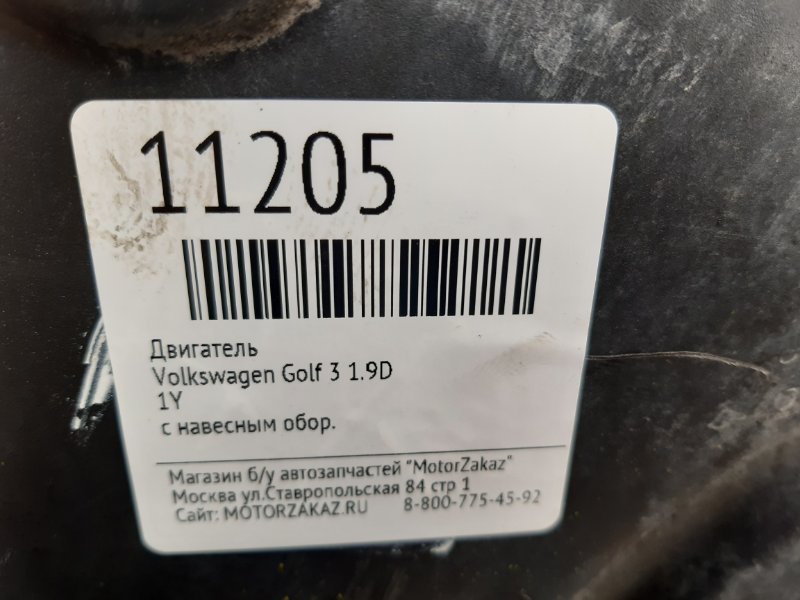 11205
Двигатель
Volkswagen Golf 3 1.9D
1Y
с навесным обор.
Магазин б/у автозапчастей "MotorZakaz"
Москва ул.Ставропольская 84 стр 1
Сайт: MOTORZAKAZ.RU 8-800-775-45-92